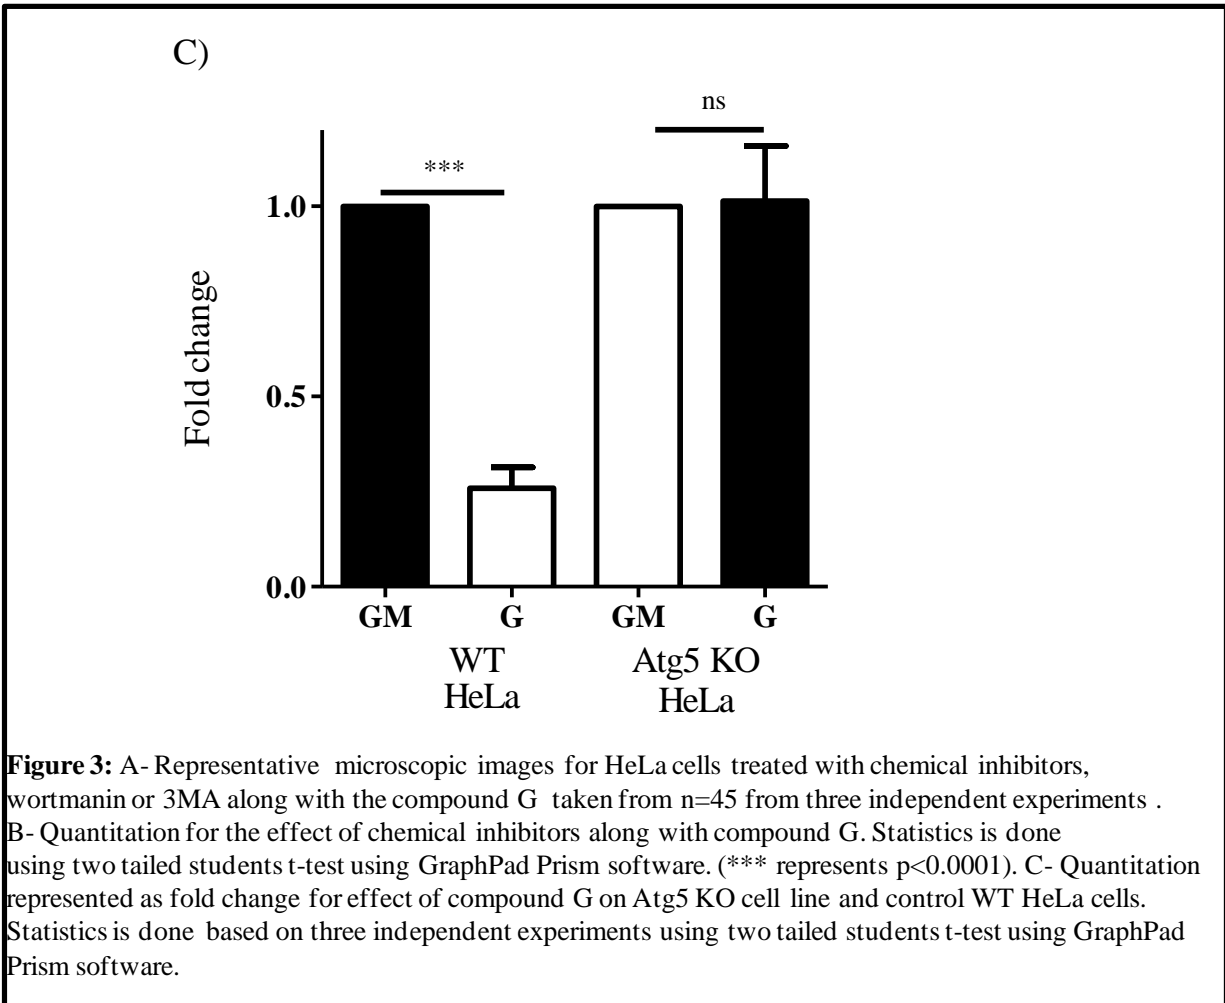 C)
ns
***
1.0
Fold change
0.5
0.0
GM G GM G
WT Atg5 KO
HeLa HeLa
Figure 3: A- Representative microscopic images for HeLa cells treated with chemical inhibitors,
wortmanin or 3MA along with the compound G taken from n=45 from three independent experiments .
B- Quantitation for the effect of chemical inhibitors along with compound G. Statistics is done
using two tailed students t-test using GraphPad Prism software. (*** represents p<0.0001). C- Quantitation
represented as fold change for effect of compound G on Atg5 KO cell line and control WT HeLa cells.
Statistics is done based on three independent experiments using two tailed students t-test using GraphPad
Prism software.